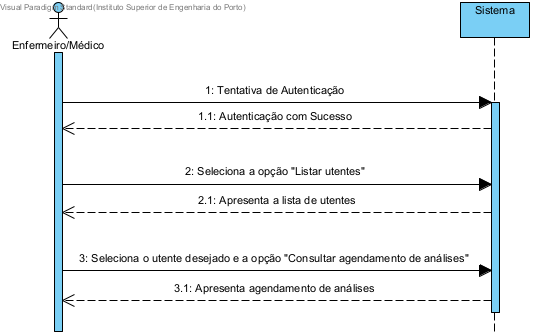 Visual Paradigm Standard(Instituto Superior de Engenharia do Porto)
Sistema
Enfermeiro/Médico
1: Tentativa de Autenticação
1.1: Autenticação com Sucesso
2: Seleciona a opção "Listar utentes"
2.1: Apresenta a lista de utentes
3: Seleciona o utente desejado e a opção "Consultar agendamento de análises"
3.1: Apresenta agendamento de análises